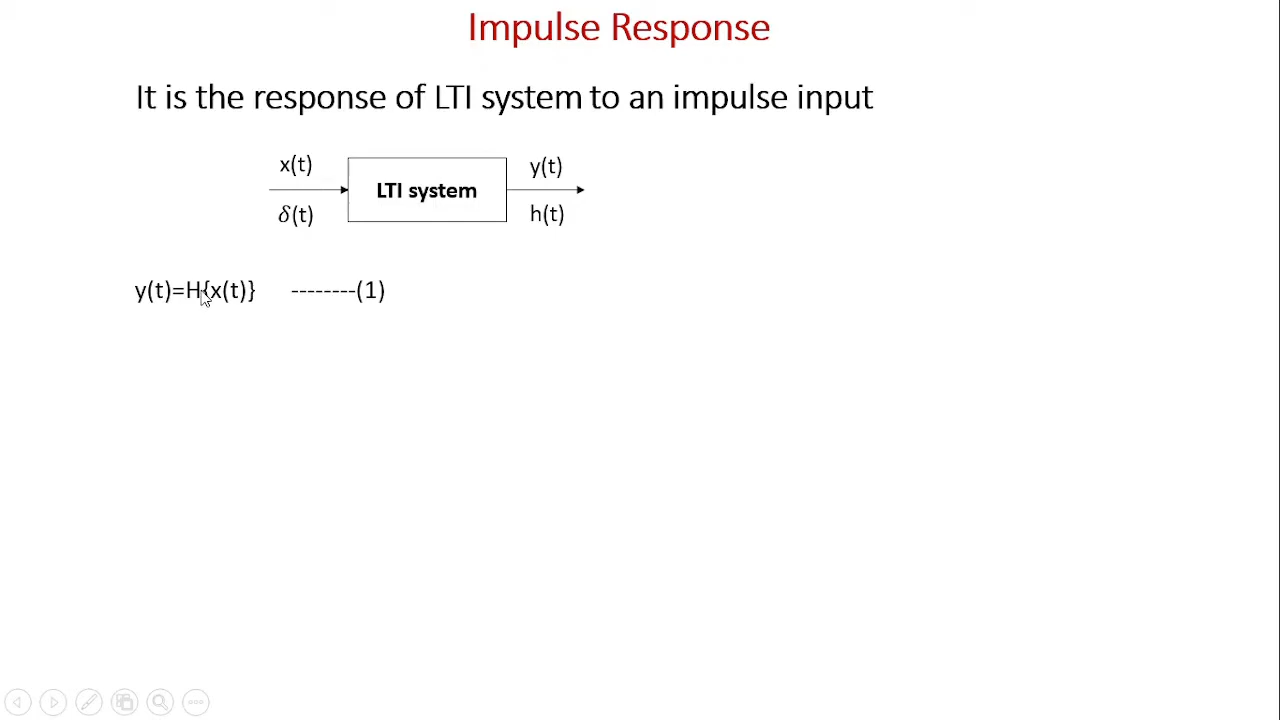 Impulse Response
It is the response of LTI system to an impulse input
x(t)
y(t)
LTI system
δ(t)
h(t)
y(t)=H{x(t)} --------(1)